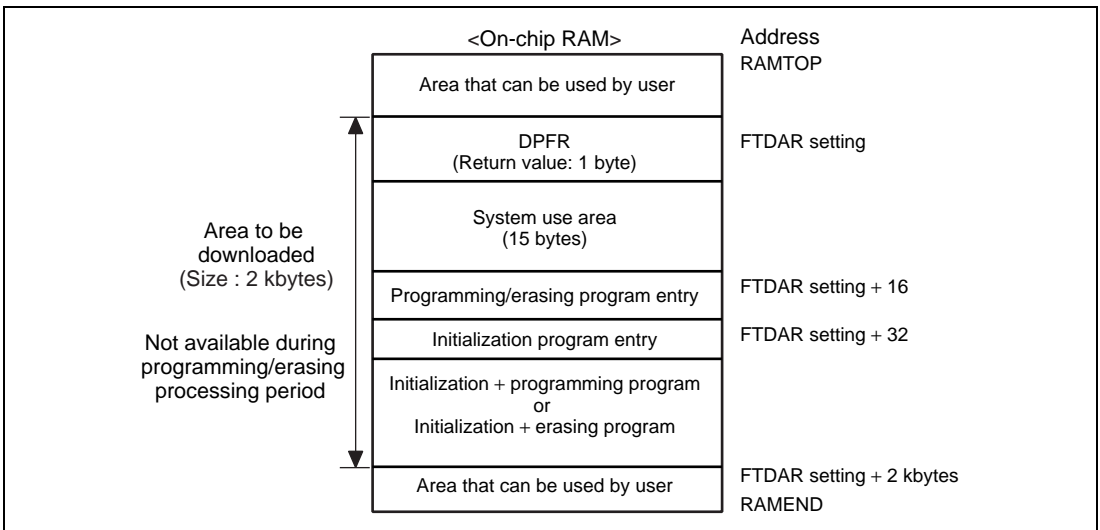 <On-chip RAM>
Address
RAMTOP
Area that can be used by user
DPFR
(Return value: 1 byte)
FTDAR setting
System use area
(15 bytes)
Area to be
downloaded
(Size : 2 kbytes)
Programming/erasing program entry
FTDAR setting + 16
Initialization program entry
FTDAR setting + 32
Not available during
programming/erasing
processing period
Initialization + programming program
or
Initialization + erasing program
Area that can be used by user
FTDAR setting + 2 kbytes
RAMEND